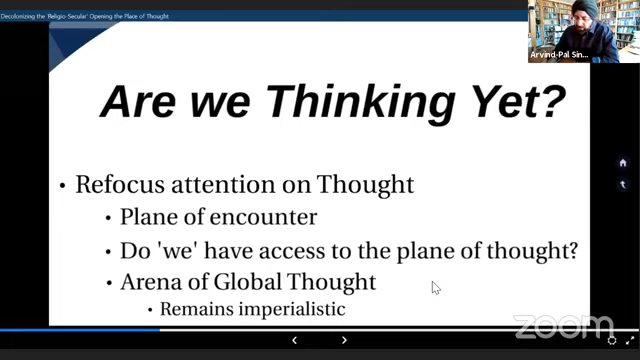 Decolonizing the 'Religio-Secular' Opening the Place of Thought
Arvind-Pal Sin...
Are we Thinking Yet?
• Refocus attention on Thought
• Plane of encounter
• Do 'we' have access to the plane of thought?
• Arena of Global Thought
• Remains imperialistic
zoom